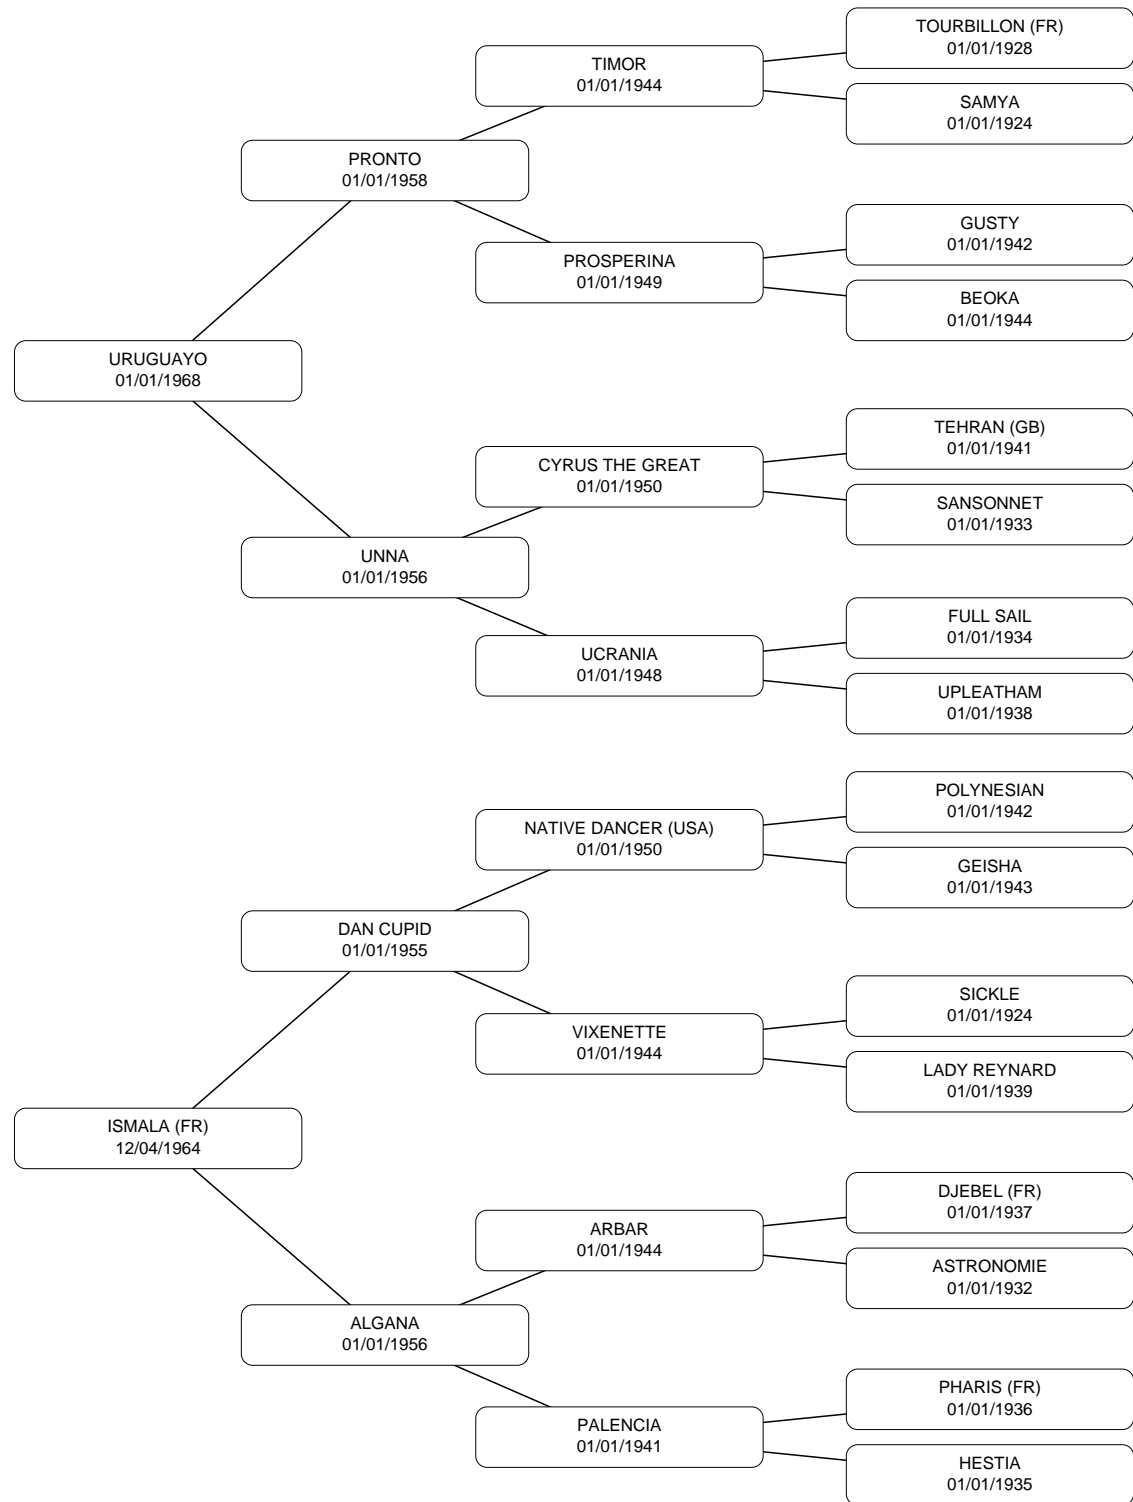 TOURBILLON (FR)
01/01/1928
TIMOR
01/01/1944
SAMYA
01/01/1924
PRONTO
01/01/1958
GUSTY
01/01/1942
PROSPERINA
01/01/1949
BEOKA
01/01/1944
URUGUAYO
01/01/1968
TEHRAN (GB)
01/01/1941
CYRUS THE GREAT
01/01/1950
SANSONNET
01/01/1933
UNNA
01/01/1956
FULL SAIL
01/01/1934
UCRANIA
01/01/1948
UPLEATHAM
01/01/1938
POLYNESIAN
01/01/1942
NATIVE DANCER (USA)
01/01/1950
GEISHA
01/01/1943
DAN CUPID
01/01/1955
SICKLE
01/01/1924
VIXENETTE
01/01/1944
LADY REYNARD
01/01/1939
ISMALA (FR)
12/04/1964
DJEBEL (FR)
01/01/1937
ARBAR
01/01/1944
ASTRONOMIE
01/01/1932
ALGANA
01/01/1956
PHARIS (FR)
01/01/1936
PALENCIA
01/01/1941
HESTIA
01/01/1935